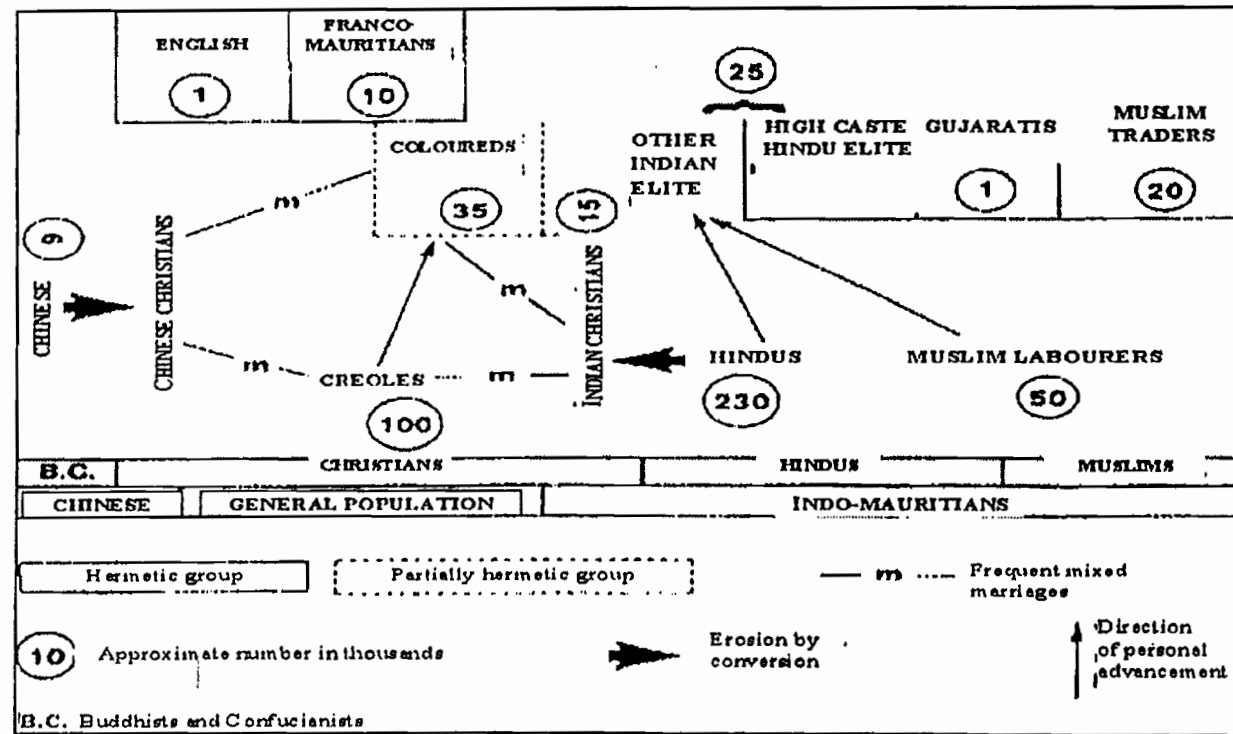 ENGLISH
1
FRANCO-
MAURITIANS
10
25
COLOUREDS
35
15
OTHER
INDIAN
ELITE
HIGH CASTE
HINDU ELITE
GUJARATIS
1
MUSLIM
TRADERS
20
CHINESE
9
CHINESE CHRISTIANS
m
m
m
m
INDIAN CHRISTIANS
CREOLES
100
HINDUS
230
MUSLIM LABOURERS
50
B.C.
CHRISTIANS
HINDUS
MUSLIMS
CHINESE
GENERAL POPULATION
INDO-MAURITIANS
Hermetic group
Partially hermetic group
m
Frequent mixed
marriages
10
Approximate number in thousands
Erosion by
conversion
Direction
of personal
advancement
B.C. Buddhists and Confucianists